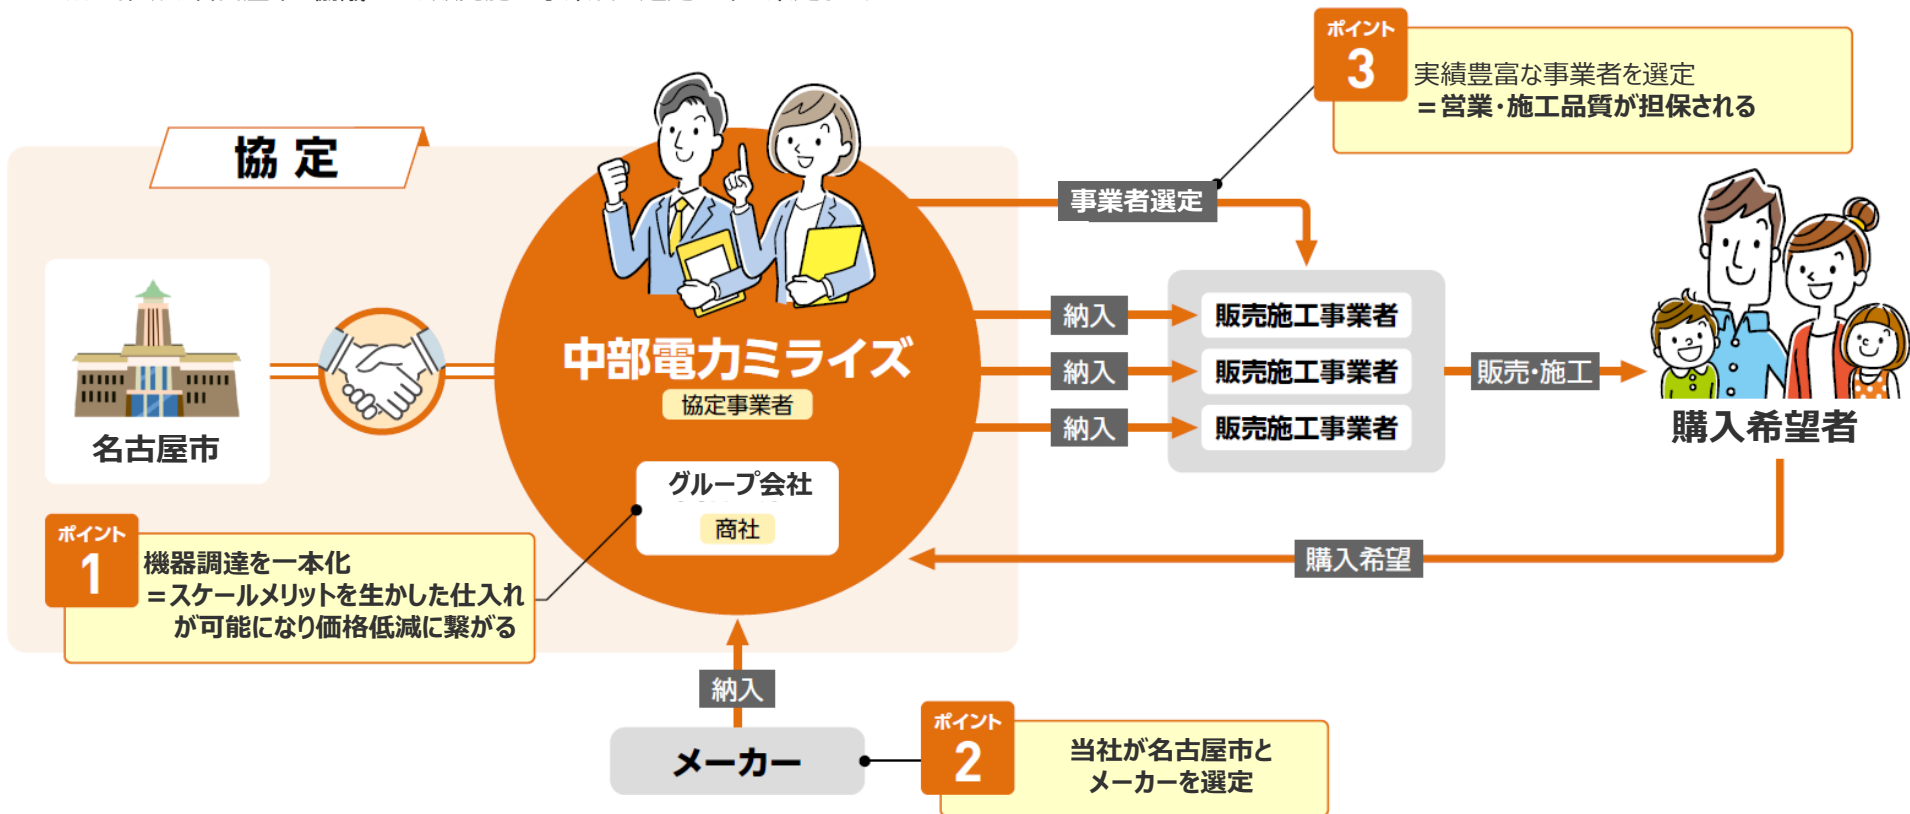 ポイント
3
実績豊富な事業者を選定
＝営業・施工品質が担保される
協定
事業者選定
名古屋市
中部電力ミライズ
協定事業者
グループ会社
商社
納入
販売施工事業者
納入
販売施工事業者
納入
販売施工事業者
販売・施工
購入希望者
購入希望
ポイント
1
機器調達を一本化
＝スケールメリットを生かした仕入れ
が可能になり価格低減に繋がる
納入
メーカー
ポイント
2
当社が名古屋市と
メーカーを選定